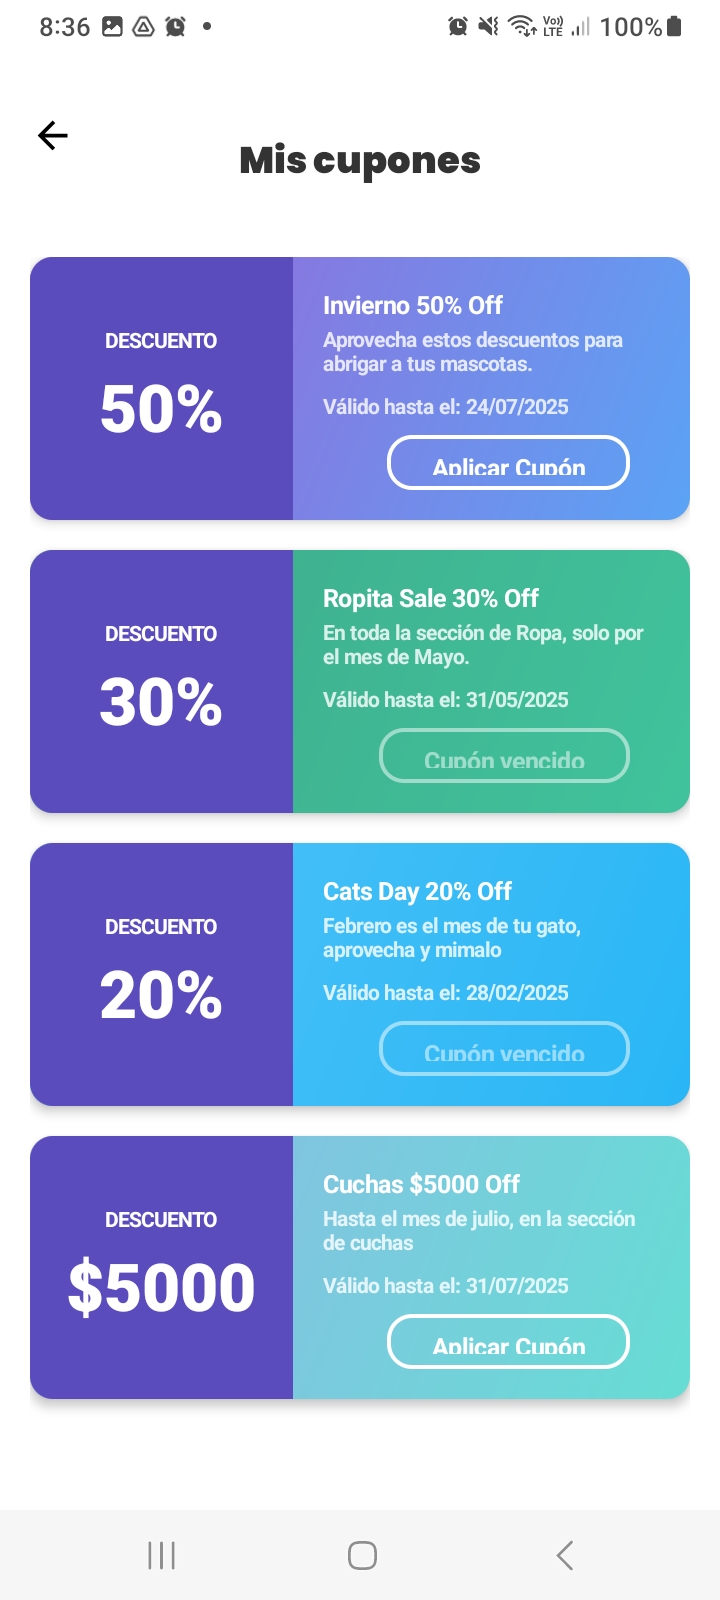 8:36
Vo))
LTE
100%
Mis cupones
DESCUENTO
50%
Invierno 50% Off
Aprovecha estos descuentos para
abrigar a tus mascotas.
Válido hasta el: 24/07/2025
Aplicar Cupón
DESCUENTO
30%
Ropita Sale 30% Off
En toda la sección de Ropa, solo por
el mes de Mayo.
Válido hasta el: 31/05/2025
Cupón vencido
DESCUENTO
20%
Cats Day 20% Off
Febrero es el mes de tu gato,
aprovecha y mimalo
Válido hasta el: 28/02/2025
Cupón vencido
DESCUENTO
$5000
Cuchas $5000 Off
Hasta el mes de julio, en la sección
de cuchas
Válido hasta el: 31/07/2025
Aplicar Cupón